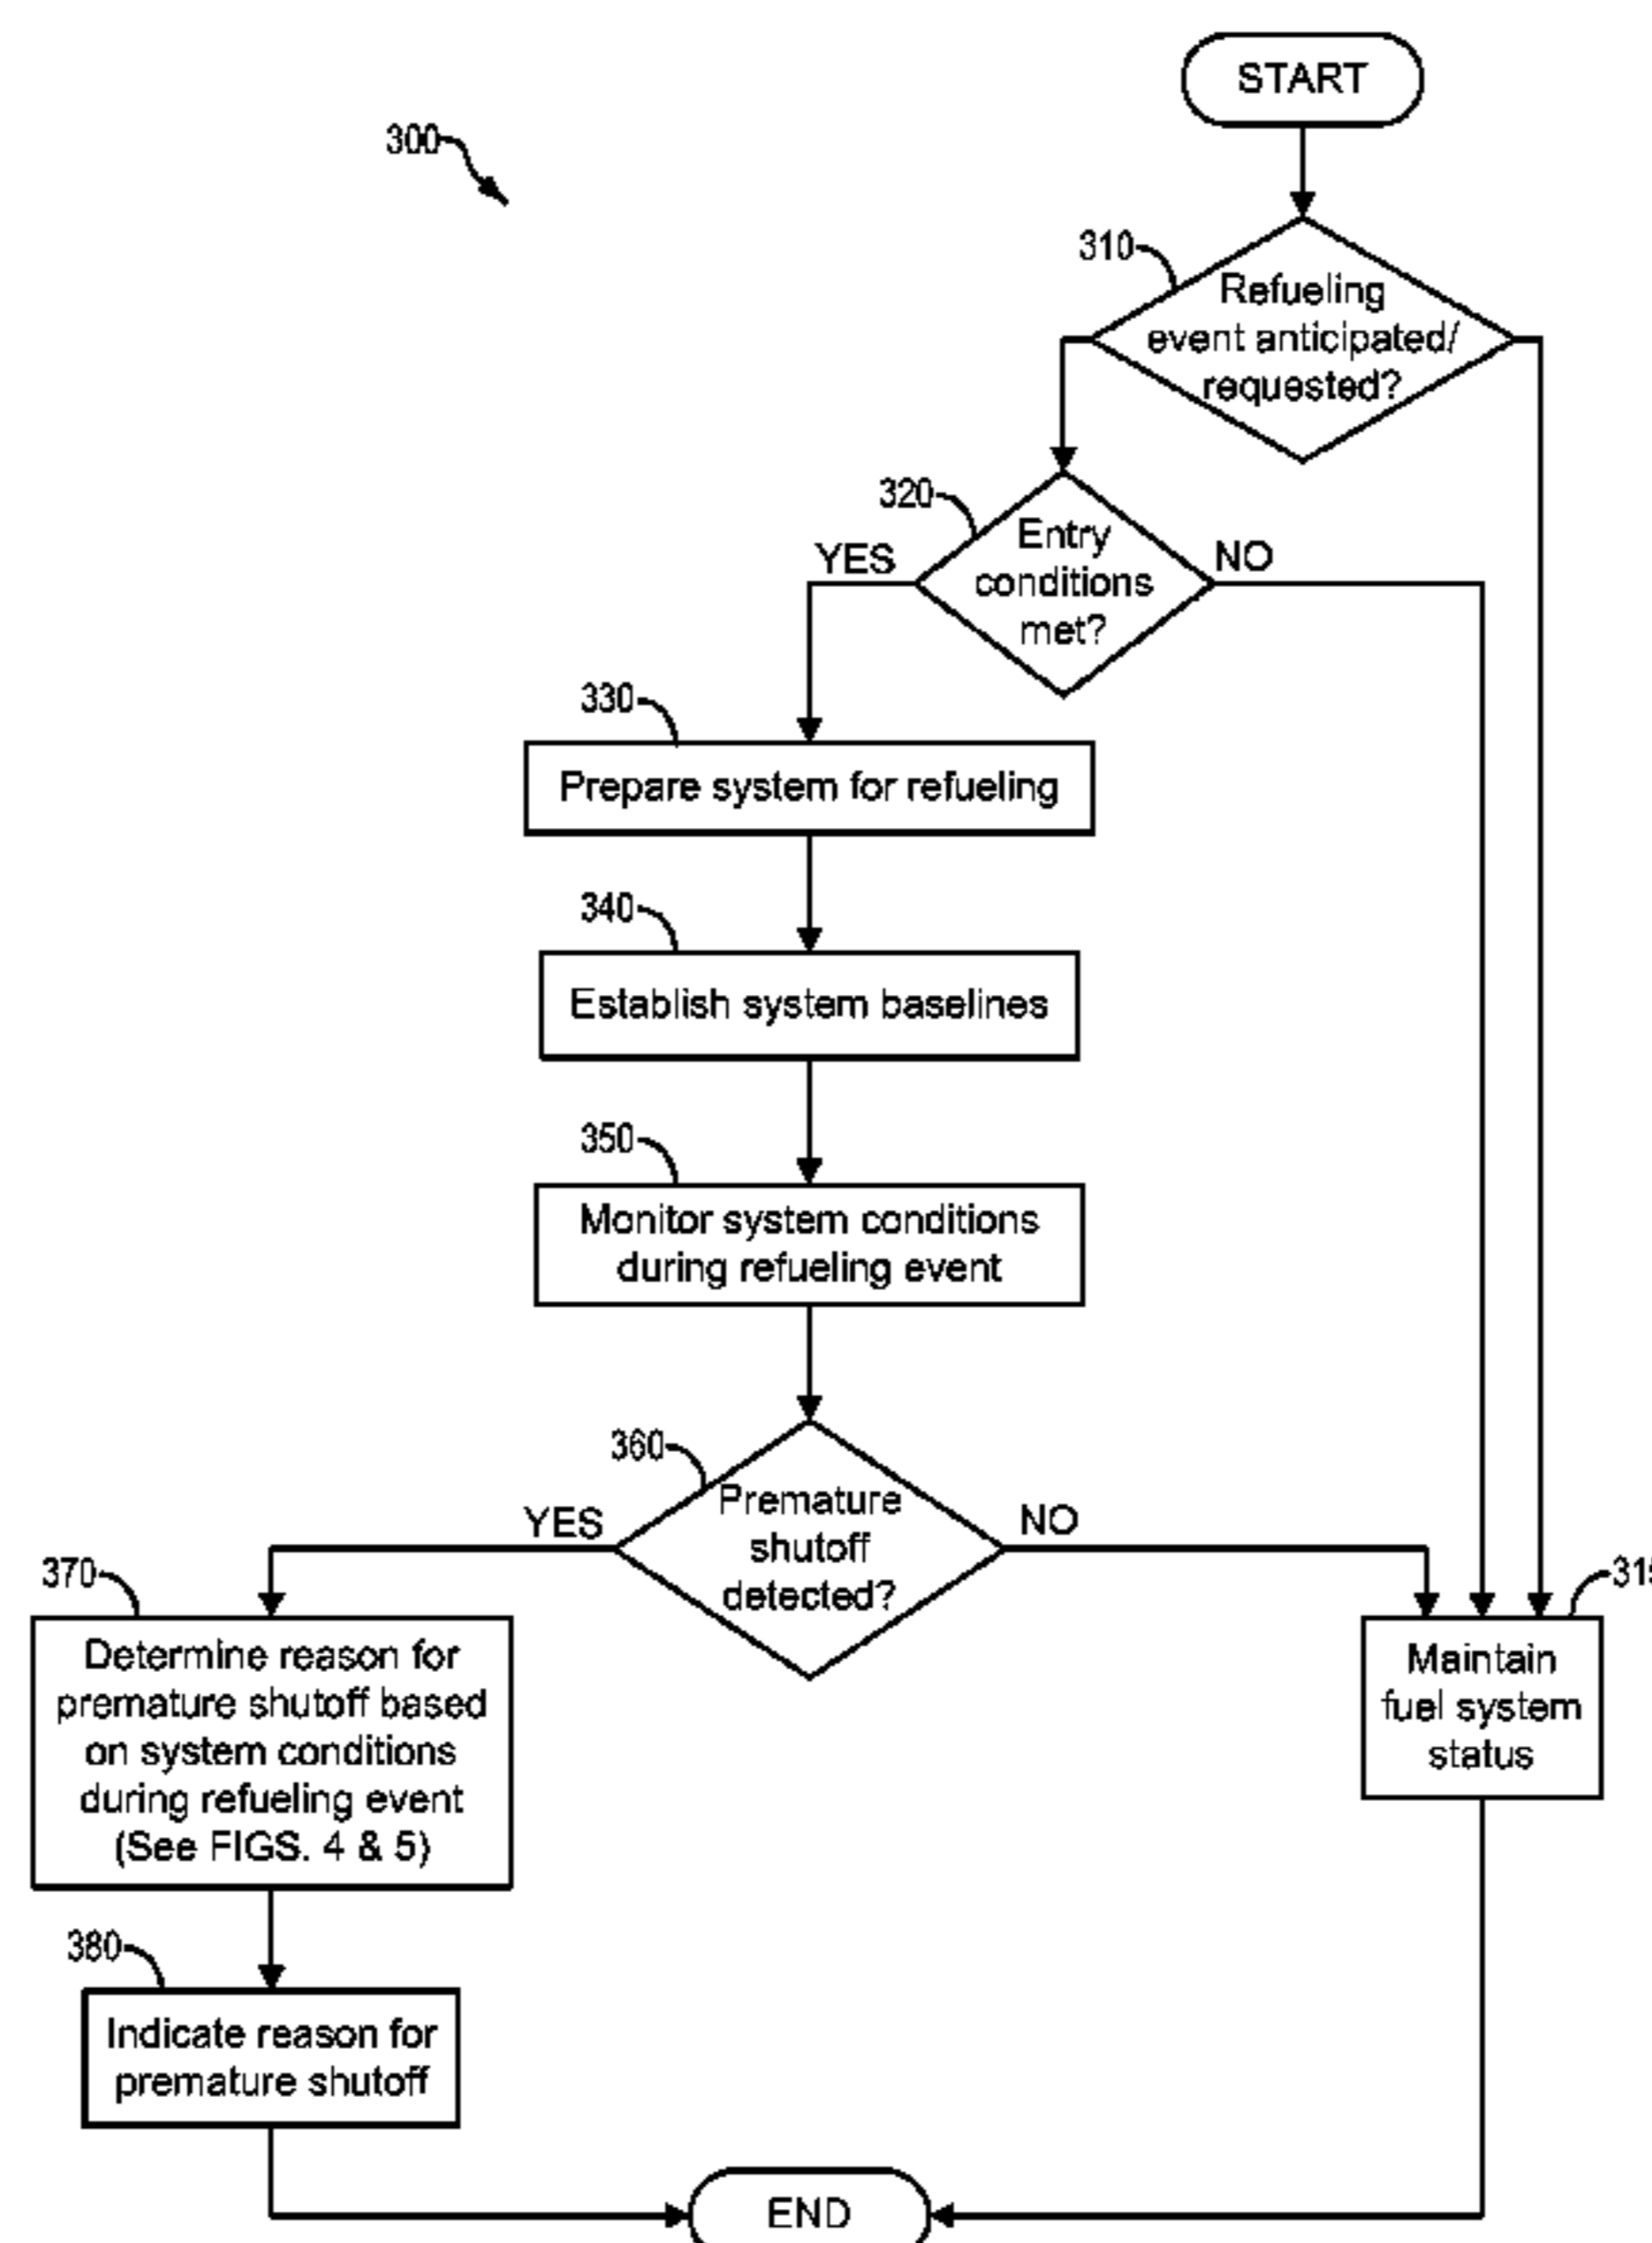 START
300
310
Refueling
event anticipated/
requested?
320
Entry
conditions
met?
YES
NO
330
Prepare system for refueling
340
Establish system baselines
350
Monitor system conditions
during refueling event
360
Premature
shutoff
detected?
YES
NO
370
Determine reason for
premature shutoff based
on system conditions
during refueling event
(See FIGS. 4 & 5)
Maintain
fuel system
status
380
Indicate reason for
premature shutoff
END